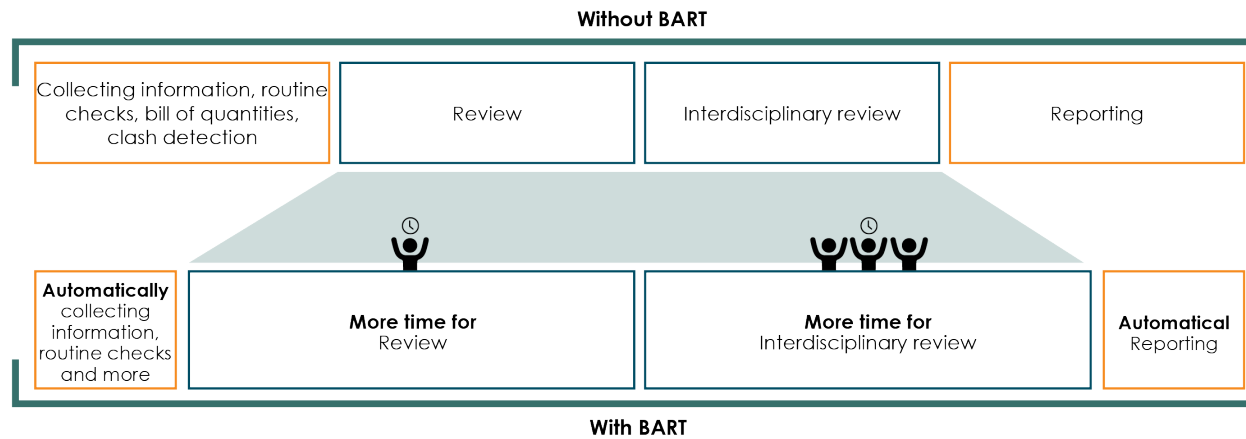 Without BART
Collecting information, routine
checks, bill of quantities,
clash detection
Review
Interdisciplinary review
Reporting
Automatically
collecting
information,
routine checks
and more
More time for
Review
More time for
Interdisciplinary review
Automatical
Reporting
With BART